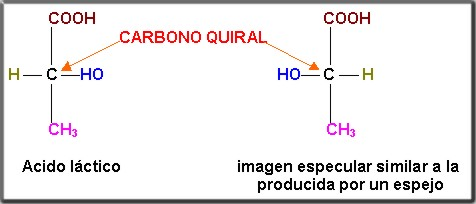 COOH COOH
CARBONO QUIRAL
H — C — HO HO — C — H
CH3 CH3
Acido láctico
imagen especular similar a la
producida por un espejo